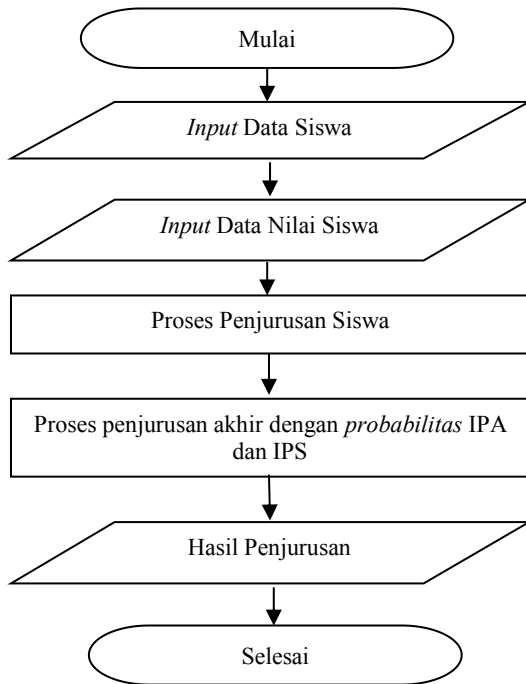 Mulai
Input Data Siswa
Input Data Nilai Siswa
Proses Penjurusan Siswa
Proses penjurusan akhir dengan probabilitas IPA
dan IPS
Hasil Penjurusan
Selesai